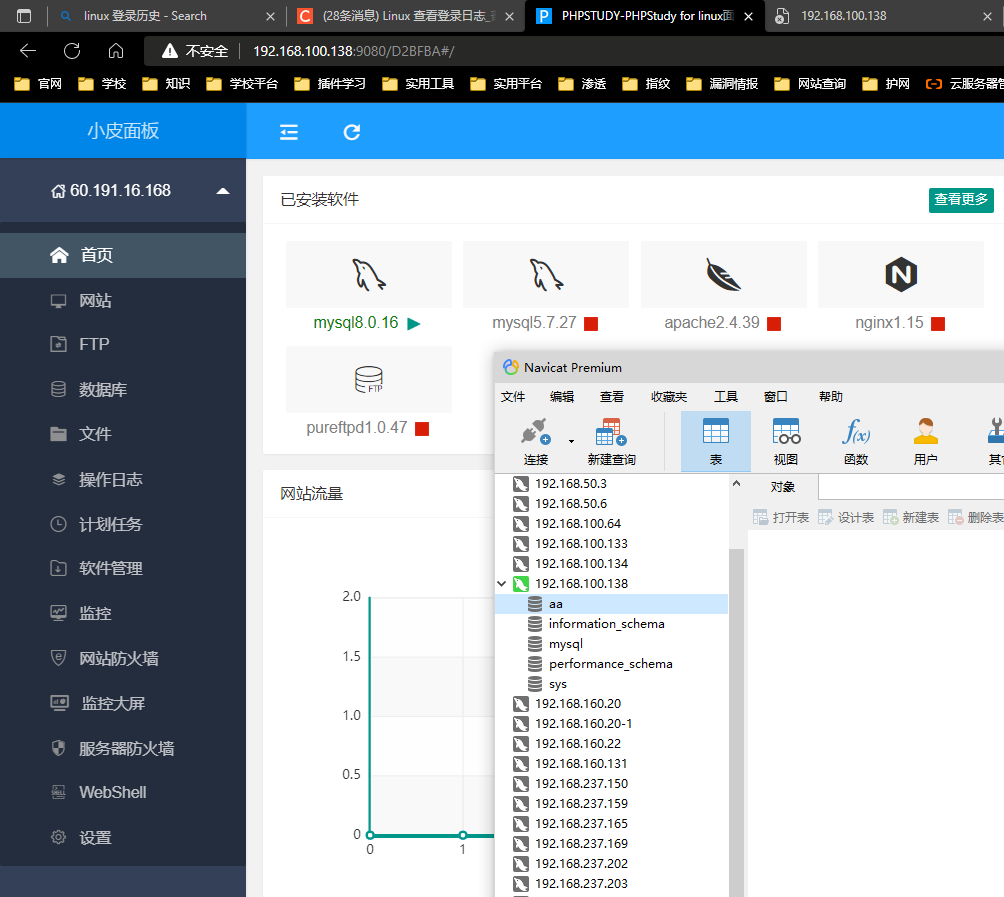 linux 登录历史 - Search
(28条消息) Linux 查看登录日志_
PHPSTUDY-PHPStudy for linux面
192.168.100.138
不安全
192.168.100.138:9080/D2BFBA#/
官网
学校
知识
学校平台
插件学习
实用工具
实用平台
渗透
指纹
漏洞情报
网站查询
护网
云服务器
小皮面板
60.191.16.168
首页
网站
FTP
数据库
文件
操作日志
计划任务
软件管理
监控
网站防火墙
监控大屏
服务器防火墙
WebShell
设置
已安装软件
查看更多
mysql8.0.16
mysql5.7.27
apache2.4.39
nginx1.15
FTP
pureftpd1.0.47
网站流量
2.0
1.5
1.0
0.5
0
0
1
Navicat Premium
文件
编辑
查看
收藏夹
工具
窗口
帮助
连接
新建查询
表
视图
f(x)
函数
用户
其
192.168.50.3
192.168.50.6
192.168.100.64
192.168.100.133
192.168.100.134
192.168.100.138
aa
information_schema
mysql
performance_schema
sys
192.168.160.20
192.168.160.20-1
192.168.160.22
192.168.160.131
192.168.237.150
192.168.237.159
192.168.237.165
192.168.237.169
192.168.237.202
192.168.237.203
对象
打开表
设计表
新建表
删除表